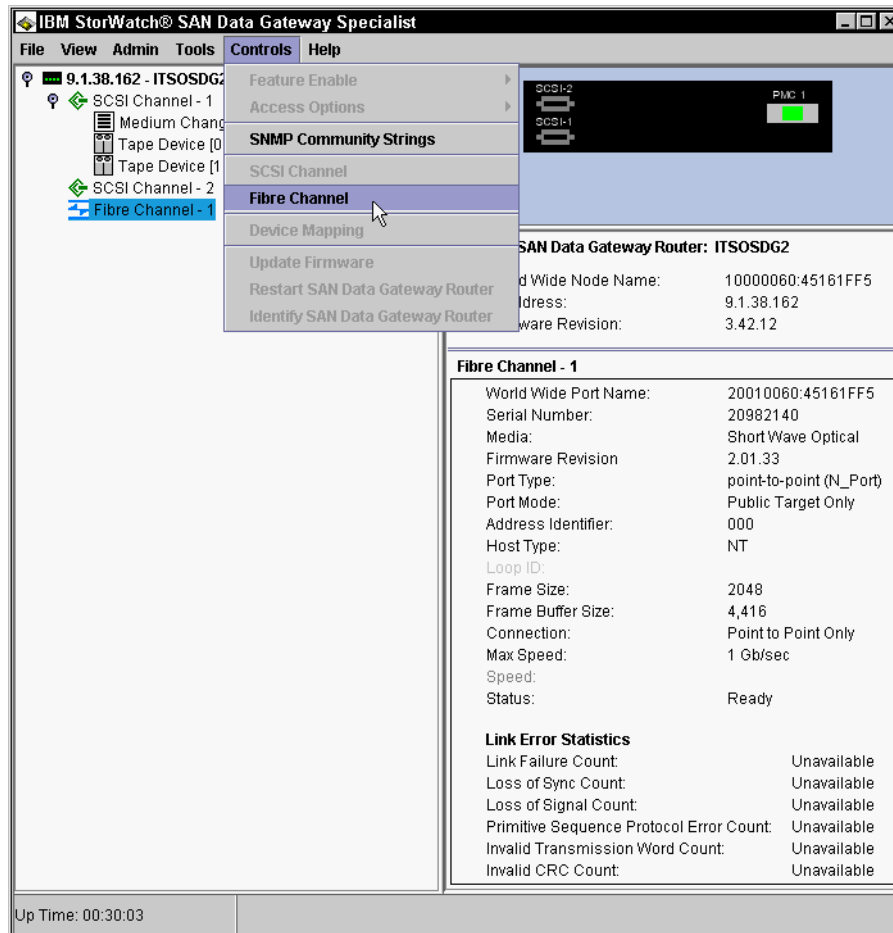 IBM StorWatch® SAN Data Gateway Specialist
File View Admin Tools Controls Help
9.1.38.162 - ITSOSDG2
SCSI Channel - 1
Medium Chang
Tape Device [0
Tape Device [1
SCSI Channel - 2
Fibre Channel - 1
Feature Enable
Access Options
SNMP Community Strings
SCSI Channel
Fibre Channel
Device Mapping
Update Firmware
Restart SAN Data Gateway Router
Identify SAN Data Gateway Router
SCSI-2
SCSI-1
PMC 1
SAN Data Gateway Router: ITSOSDG2
d Wide Node Name: 10000060:45161FF5
ddress: 9.1.38.162
ware Revision: 3.42.12
Fibre Channel - 1
World Wide Port Name: 20010060:45161FF5
Serial Number: 20982140
Media: Short Wave Optical
Firmware Revision 2.01.33
Port Type: point-to-point (N_Port)
Port Mode: Public Target Only
Address Identifier: 000
Host Type: NT
Loop ID:
Frame Size: 2048
Frame Buffer Size: 4,416
Connection: Point to Point Only
Max Speed: 1 Gb/sec
Speed:
Status: Ready
Link Error Statistics
Link Failure Count: Unavailable
Loss of Sync Count: Unavailable
Loss of Signal Count: Unavailable
Primitive Sequence Protocol Error Count: Unavailable
Invalid Transmission Word Count: Unavailable
Invalid CRC Count: Unavailable
Up Time: 00:30:03